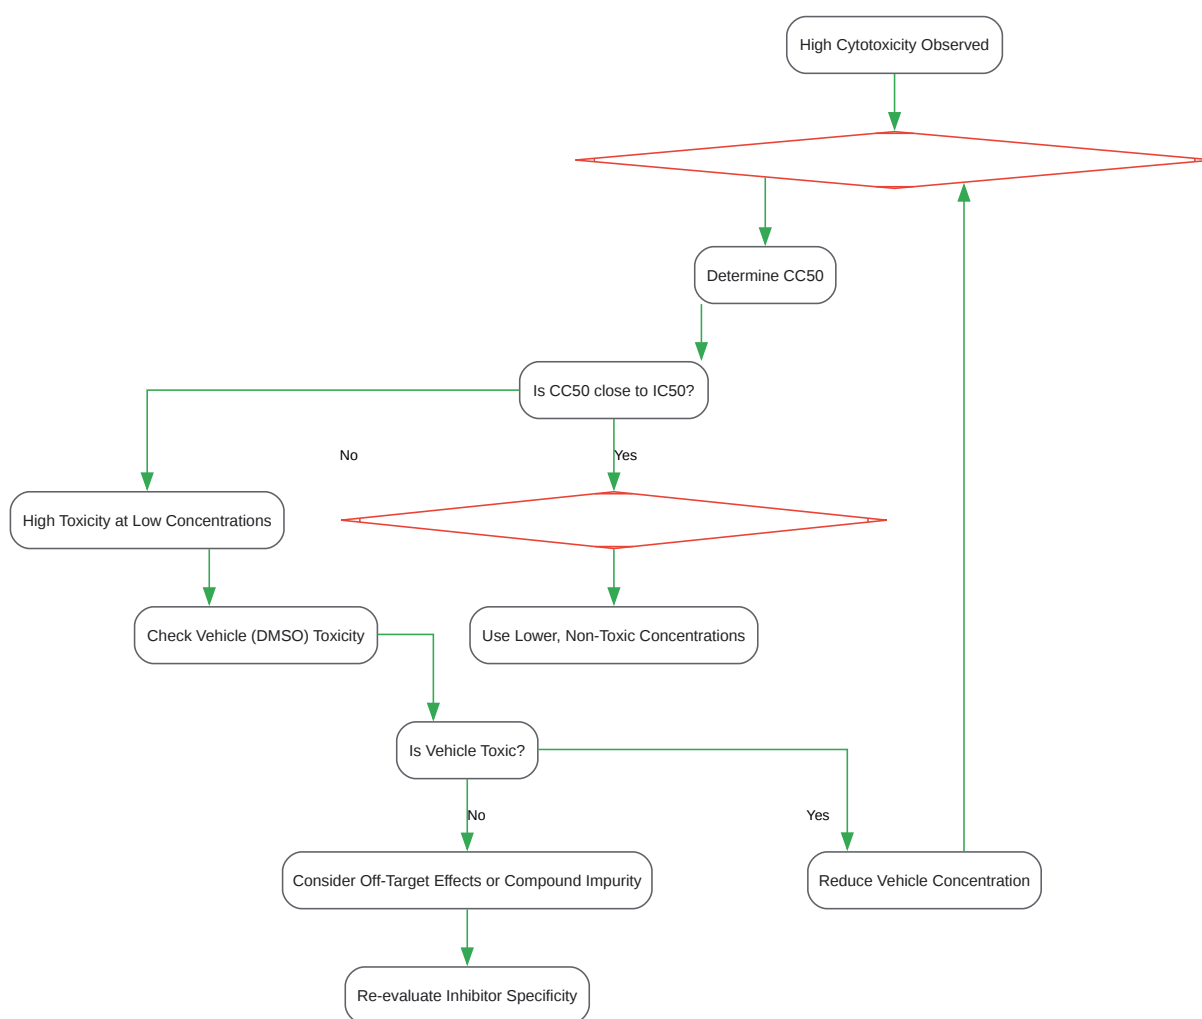 High Cytotoxicity Observed
Determine CC50
Is CC50 close to IC50?
No
Yes
High Toxicity at Low Concentrations
Check Vehicle (DMSO) Toxicity
Use Lower, Non-Toxic Concentrations
Is Vehicle Toxic?
No
Yes
Consider Off-Target Effects or Compound Impurity
Reduce Vehicle Concentration
Re-evaluate Inhibitor Specificity